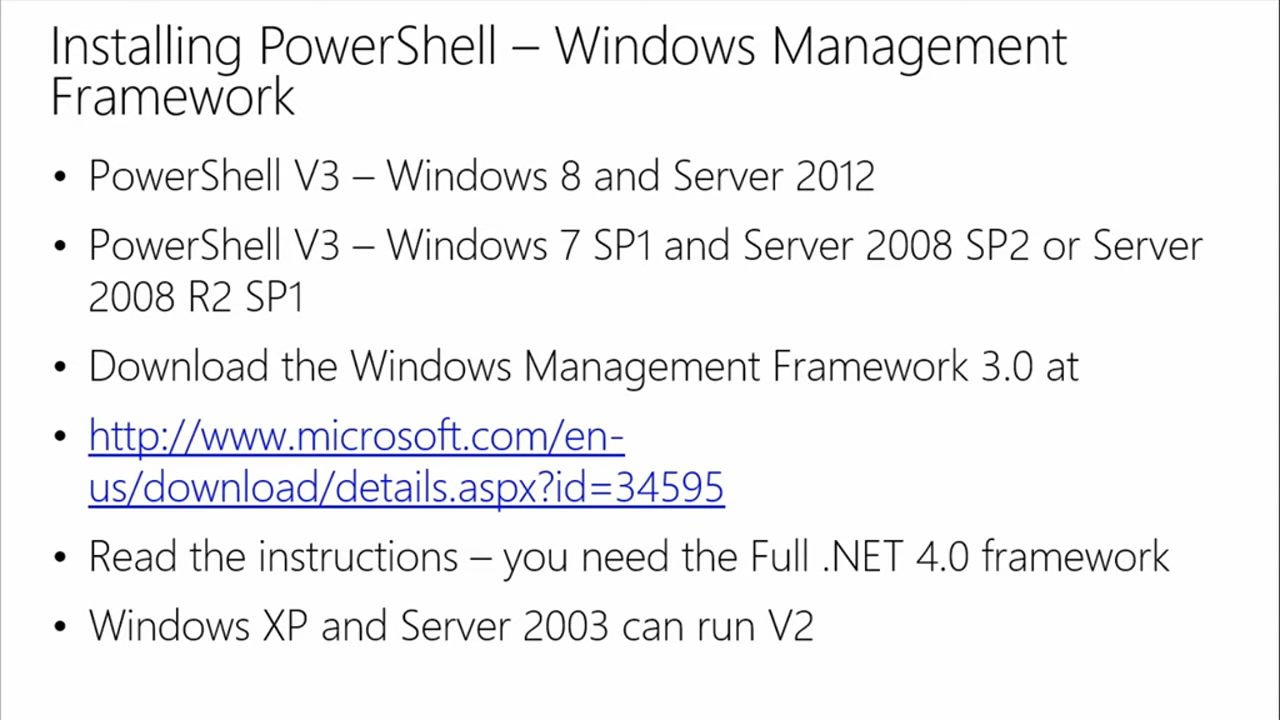 Installing PowerShell – Windows Management
Framework
• PowerShell V3 – Windows 8 and Server 2012
• PowerShell V3 – Windows 7 SP1 and Server 2008 SP2 or Server
2008 R2 SP1
• Download the Windows Management Framework 3.0 at
• http://www.microsoft.com/en-
us/download/details.aspx?id=34595
• Read the instructions – you need the Full .NET 4.0 framework
• Windows XP and Server 2003 can run V2